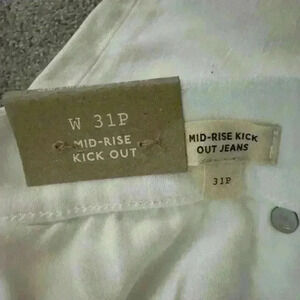 W 31P
MID-RISE
KICK OUT
MID-RISE KICK
OUT JEANS
31P